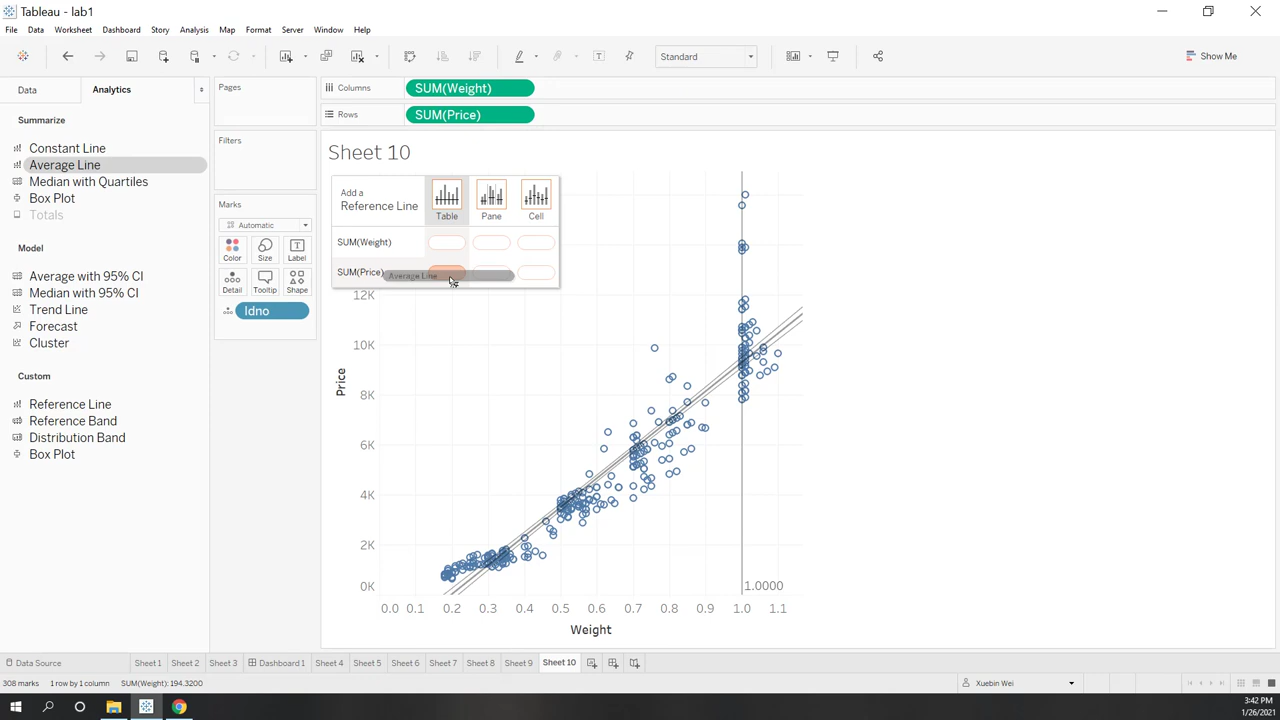 Tableau - lab1
File Data Worksheet Dashboard Story Analysis Map Format Server Window Help
Standard
Show Me
Data Analytics
Summarize
Constant Line
Average Line
Median with Quartiles
Box Plot
Totals
Model
Average with 95% CI
Median with 95% CI
Trend Line
Forecast
Cluster
Custom
Reference Line
Reference Band
Distribution Band
Box Plot
Pages
Filters
Marks
Automatic
Color Size Label
Detail Tooltip Shape
Idno
Columns SUM(Weight)
Rows SUM(Price)
Sheet 10
Add a
Reference Line
Table Pane Cell
SUM(Weight)
SUM(Price)
Average Line
12K
10K
8K
6K
4K
2K
0K
Price
1.0000
0.0 0.1 0.2 0.3 0.4 0.5 0.6 0.7 0.8 0.9 1.0 1.1
Weight
Data Source Sheet 1 Sheet 2 Sheet 3 Dashboard 1 Sheet 4 Sheet 5 Sheet 6 Sheet 7 Sheet 8 Sheet 9 Sheet 10
308 marks 1 row by 1 column SUM(Weight): 194.3200 Xuebin Wei
3:42 PM
1/26/2021